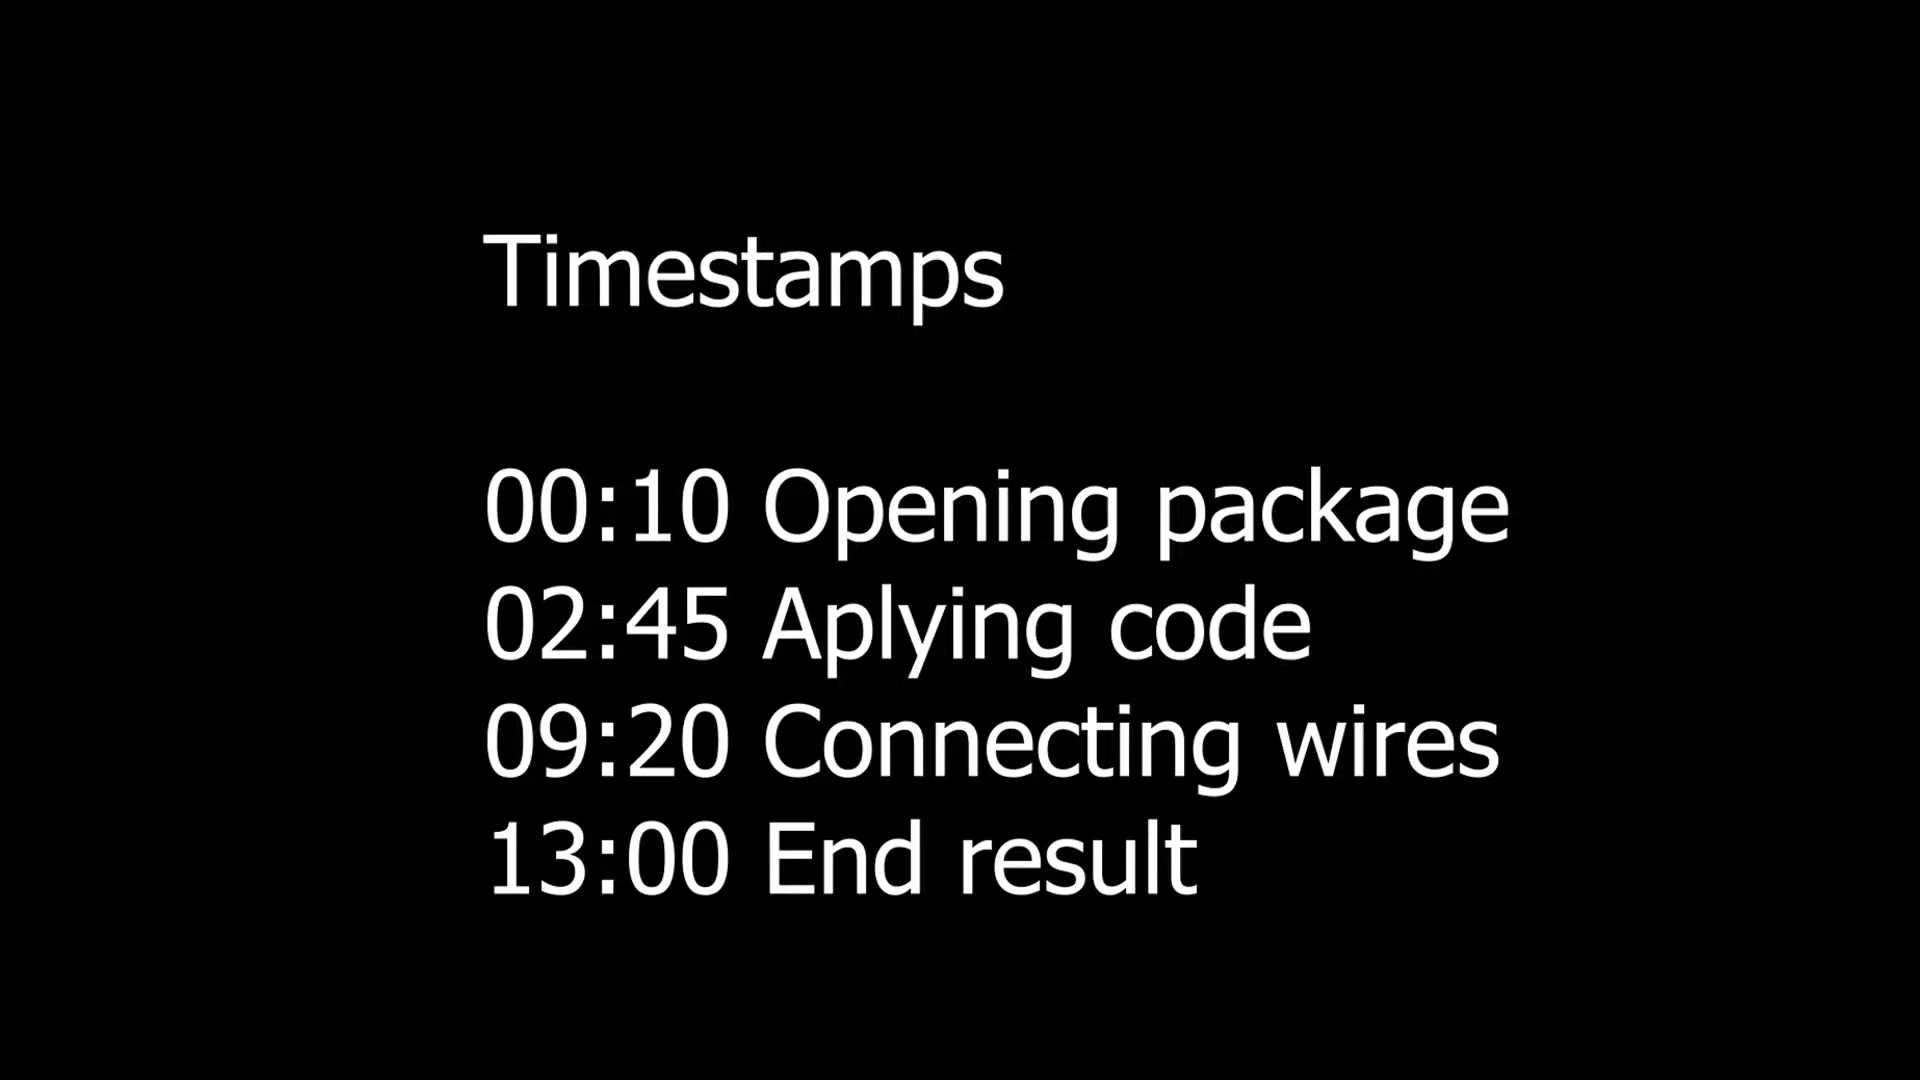 Timestamps
00:10 Opening package
02:45 Aplying code
09:20 Connecting wires
13:00 End result